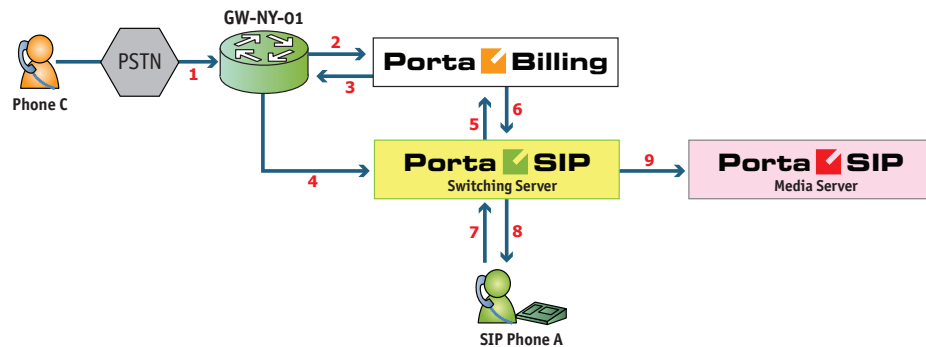 GW-NY-01
PSTN
Phone C
1
2
3
Porta Billing
5
6
4
Porta SIP
Switching Server
9
Porta SIP
Media Server
7
8
SIP Phone A